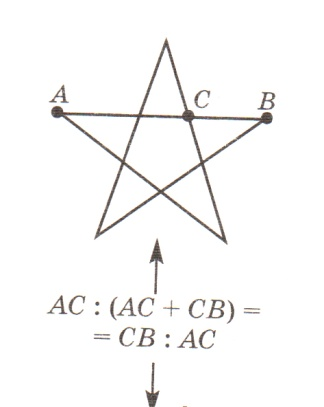 A
C
B
AC : (AC + CB) =
= CB : AC